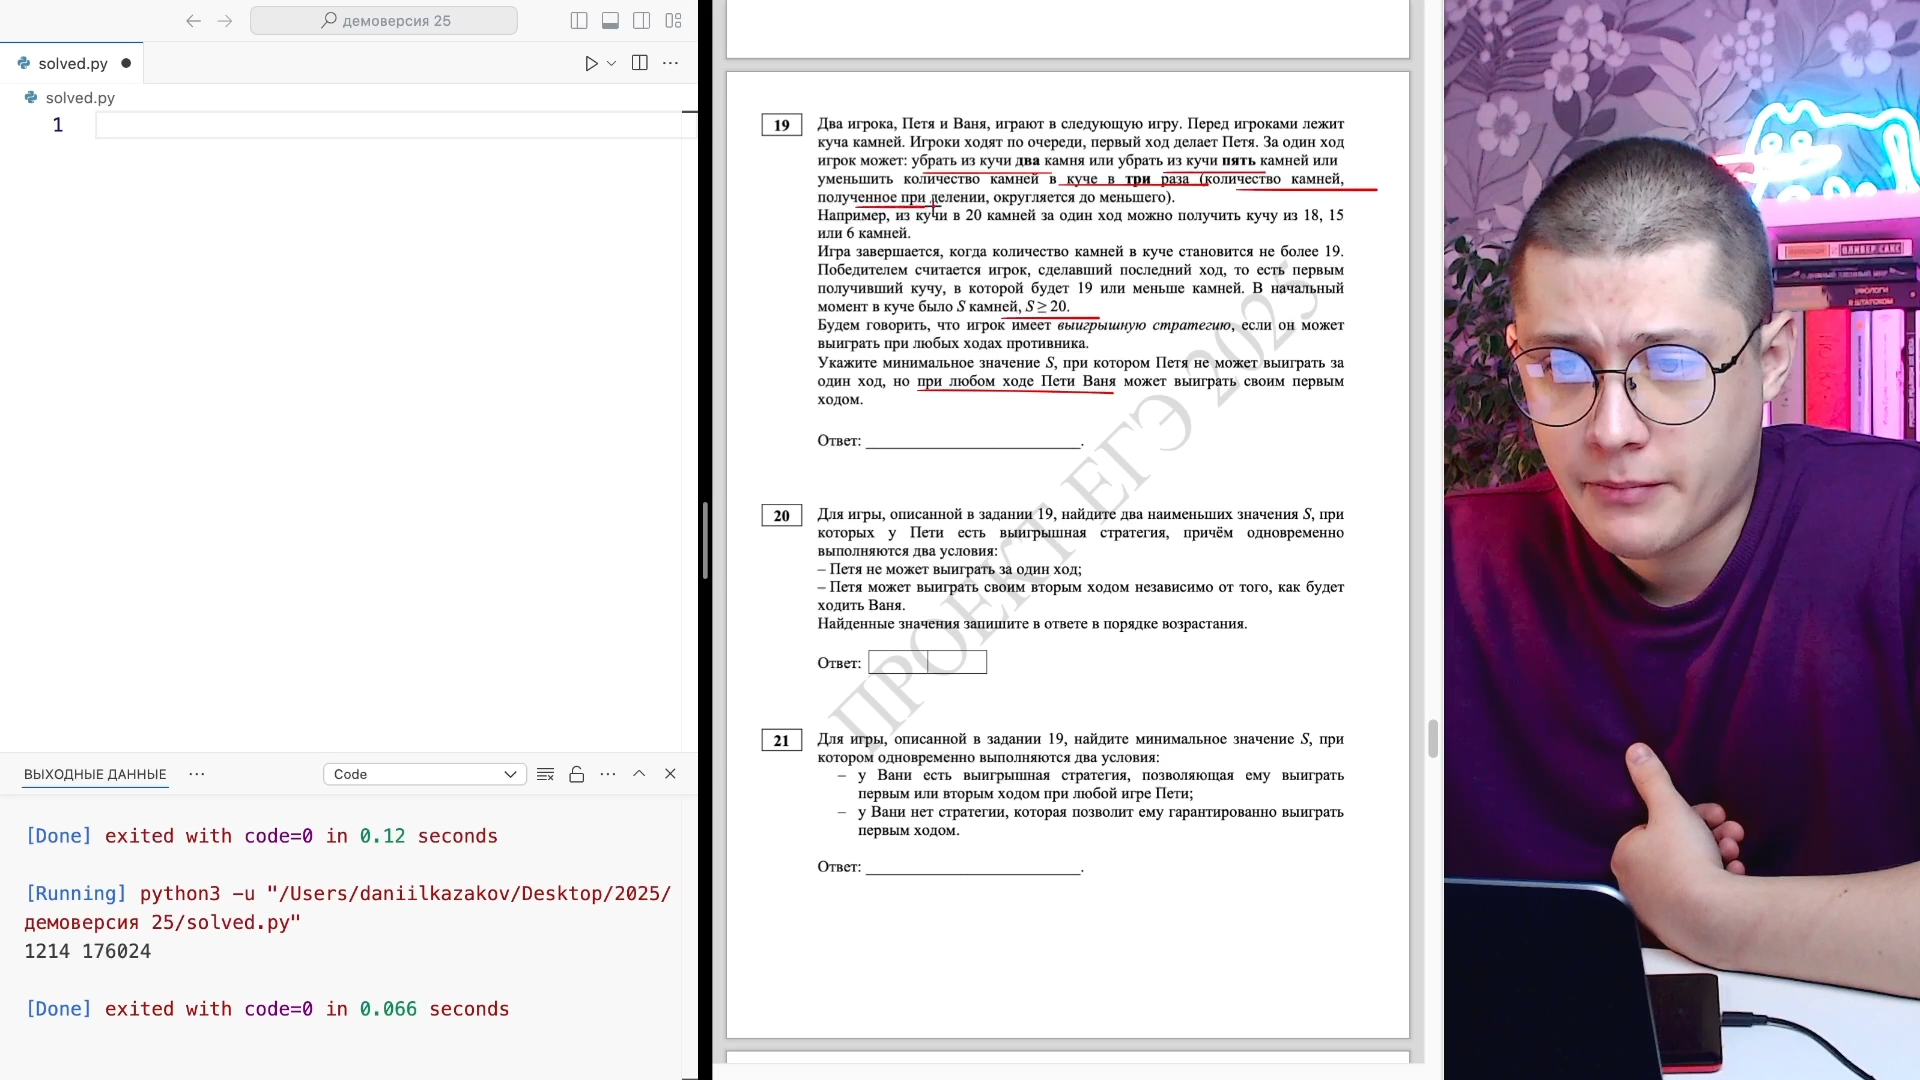 демоверсия 25
solved.py
solved.py
1
19
Два игрока, Петя и Ваня, играют в следующую игру. Перед игроками лежит
куча камней. Игроки ходят по очереди, первый ход делает Петя. За один ход
игрок может: убрать из кучи два камня или убрать из кучи пять камней или
уменьшить количество камней в куче в три раза (количество камней,
полученное при делении, округляется до меньшего).
Например, из кучи в 20 камней за один ход можно получить кучу из 18, 15
или 6 камней.
Игра завершается, когда количество камней в куче становится не более 19.
Победителем считается игрок, сделавший последний ход, то есть первым
получивший кучу, в которой будет 19 или меньше камней. В начальный
момент в куче было S камней, S ≥ 20.
Будем говорить, что игрок имеет выигрышную стратегию, если он может
выиграть при любых ходах противника.
Укажите минимальное значение S, при котором Петя не может выиграть за
один ход, но при любом ходе Пети Ваня может выиграть своим первым
ходом.
Ответ: ____________________.
20
Для игры, описанной в задании 19, найдите два наименьших значения S, при
которых у Пети есть выигрышная стратегия, причём одновременно
выполняются два условия:
– Петя не может выиграть за один ход;
– Петя может выиграть своим вторым ходом независимо от того, как будет
ходить Ваня.
Найденные значения запишите в ответе в порядке возрастания.
Ответ:
21
Для игры, описанной в задании 19, найдите минимальное значение S, при
котором одновременно выполняются два условия:
– у Вани есть выигрышная стратегия, позволяющая ему выиграть
первым или вторым ходом при любой игре Пети;
– у Вани нет стратегии, которая позволит ему гарантированно выиграть
первым ходом.
Ответ: ____________________.
ПРОЕКТ ЕГЭ 2025
ВЫХОДНЫЕ ДАННЫЕ
Code
[Done] exited with code=0 in 0.12 seconds
[Running] python3 -u "/Users/daniilkazakov/Desktop/2025/
демоверсия 25/solved.py"
1214 176024
[Done] exited with code=0 in 0.066 seconds
ОЛИВЕР САКС